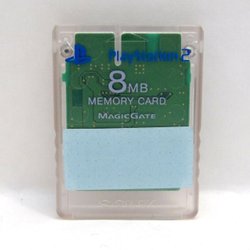 PlayStation 2
8MB
MEMORY CARD
MAGICGATE